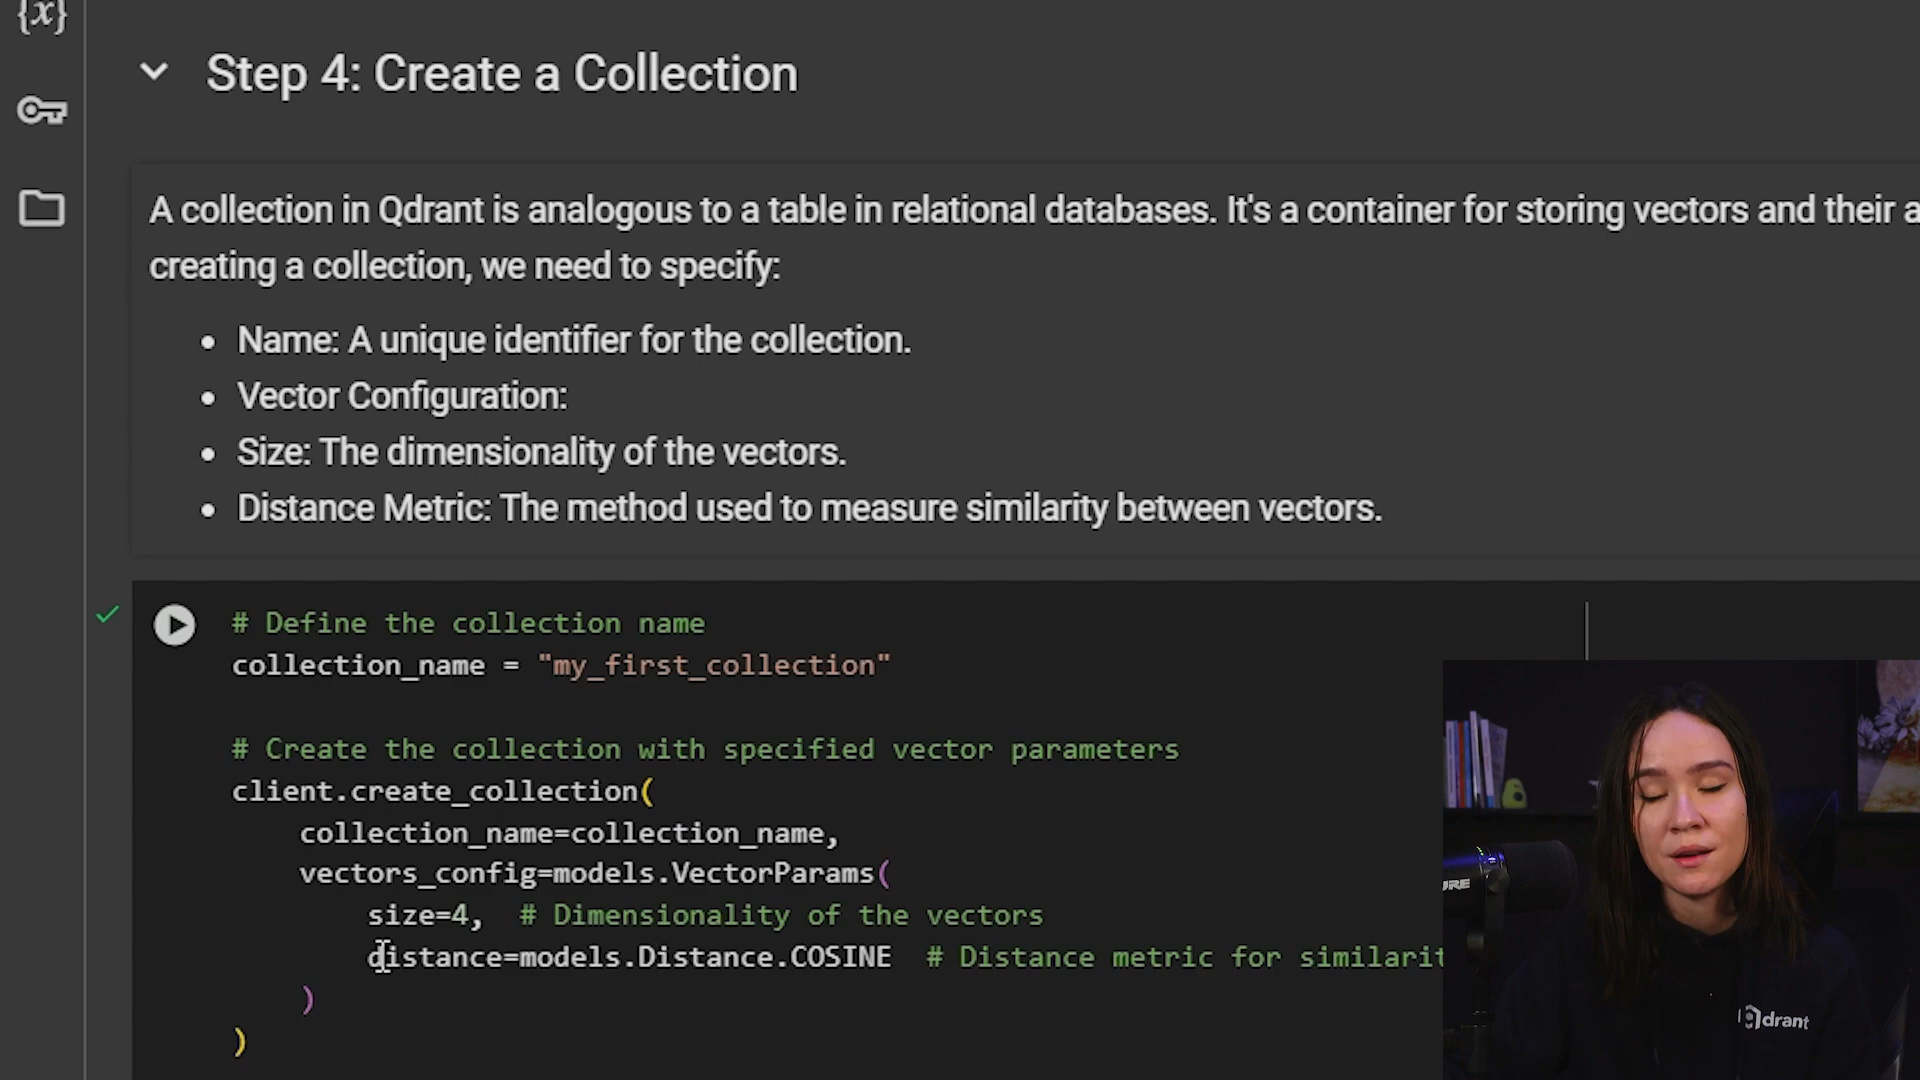 {x}
Step 4: Create a Collection
A collection in Qdrant is analogous to a table in relational databases. It's a container for storing vectors and their a
creating a collection, we need to specify:
• Name: A unique identifier for the collection.
• Vector Configuration:
• Size: The dimensionality of the vectors.
• Distance Metric: The method used to measure similarity between vectors.
# Define the collection name
collection_name = "my_first_collection"
# Create the collection with specified vector parameters
client.create_collection(
collection_name=collection_name,
vectors_config=models.VectorParams(
size=4,  # Dimensionality of the vectors
distance=models.Distance.COSINE  # Distance metric for similarit
)
)
URE
qdrant